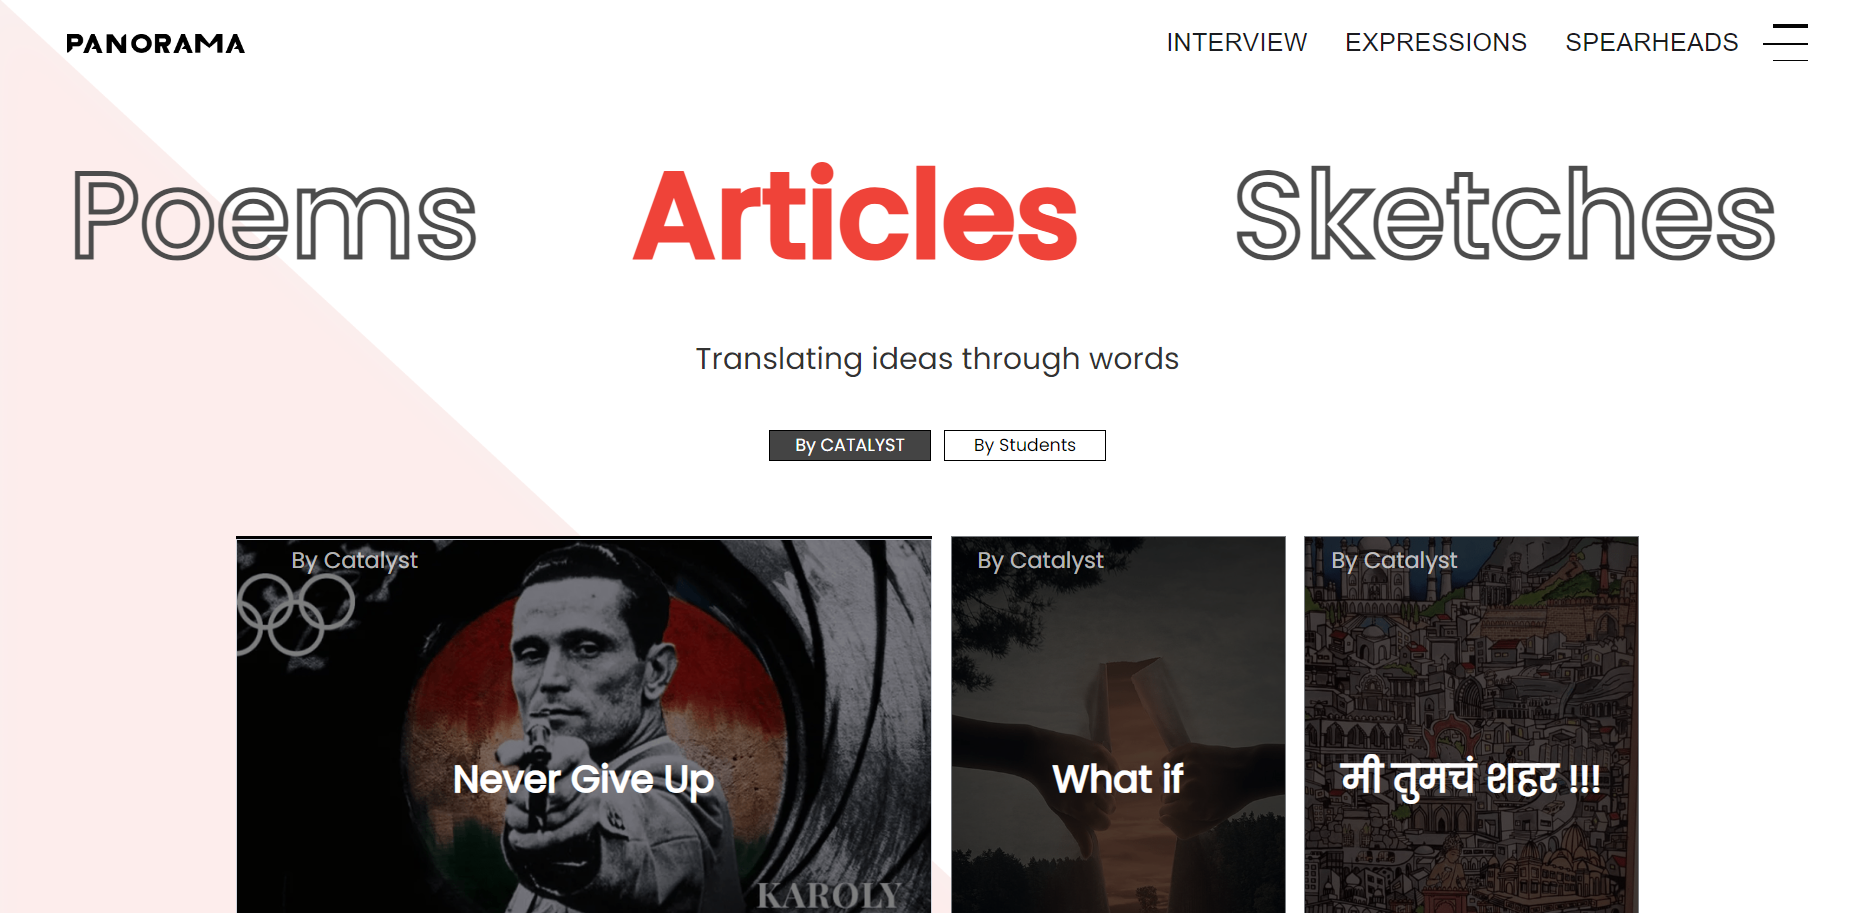 PANORAMA
INTERVIEW EXPRESSIONS SPEARHEADS
Poems Articles Sketches
Translating ideas through words
By CATALYST By Students
By Catalyst By Catalyst By Catalyst
Never Give Up What if मी तुमचं शहर !!!
KAROLY